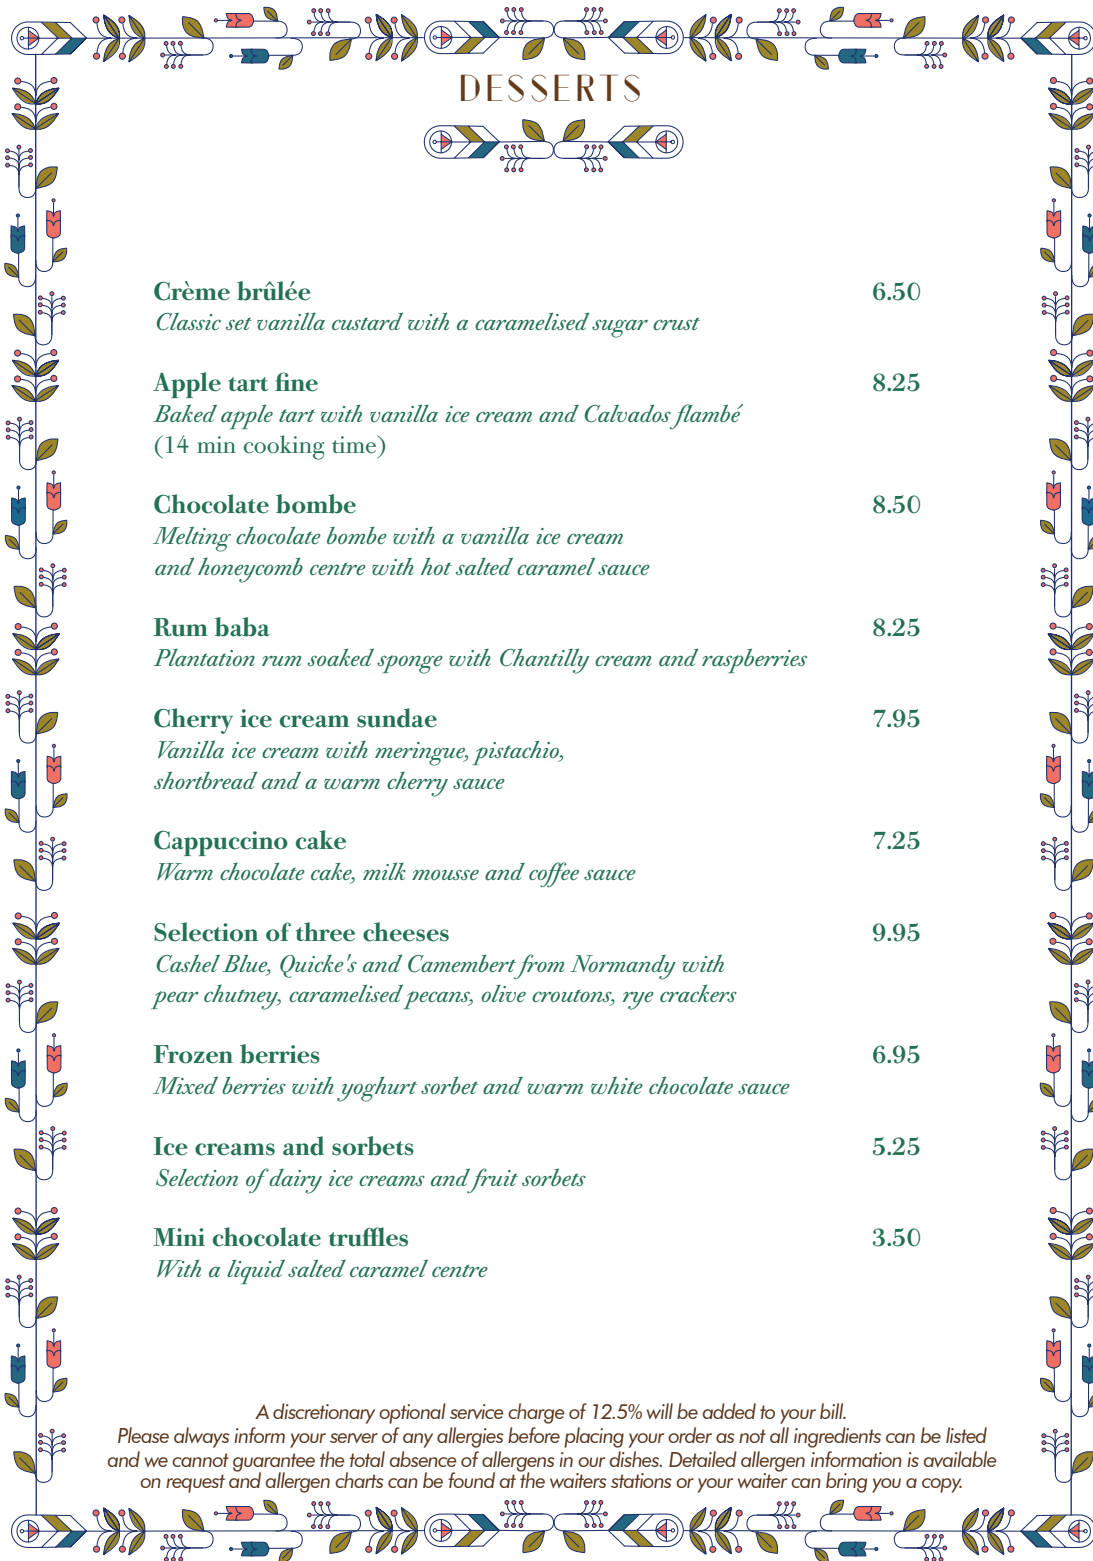 DESSERTS
Crème brûlée 6.50
Classic set vanilla custard with a caramelised sugar crust
Apple tart fine 8.25
Baked apple tart with vanilla ice cream and Calvados flambé
(14 min cooking time)
Chocolate bombe 8.50
Melting chocolate bombe with a vanilla ice cream
and honeycomb centre with hot salted caramel sauce
Rum baba 8.25
Plantation rum soaked sponge with Chantilly cream and raspberries
Cherry ice cream sundae 7.95
Vanilla ice cream with meringue, pistachio,
shortbread and a warm cherry sauce
Cappuccino cake 7.25
Warm chocolate cake, milk mousse and coffee sauce
Selection of three cheeses 9.95
Cashel Blue, Quicke's and Camembert from Normandy with
pear chutney, caramelised pecans, olive croutons, rye crackers
Frozen berries 6.95
Mixed berries with yoghurt sorbet and warm white chocolate sauce
Ice creams and sorbets 5.25
Selection of dairy ice creams and fruit sorbets
Mini chocolate truffles 3.50
With a liquid salted caramel centre
A discretionary optional service charge of 12.5% will be added to your bill.
Please always inform your server of any allergies before placing your order as not all ingredients can be listed
and we cannot guarantee the total absence of allergens in our dishes. Detailed allergen information is available
on request and allergen charts can be found at the waiters stations or your waiter can bring you a copy.